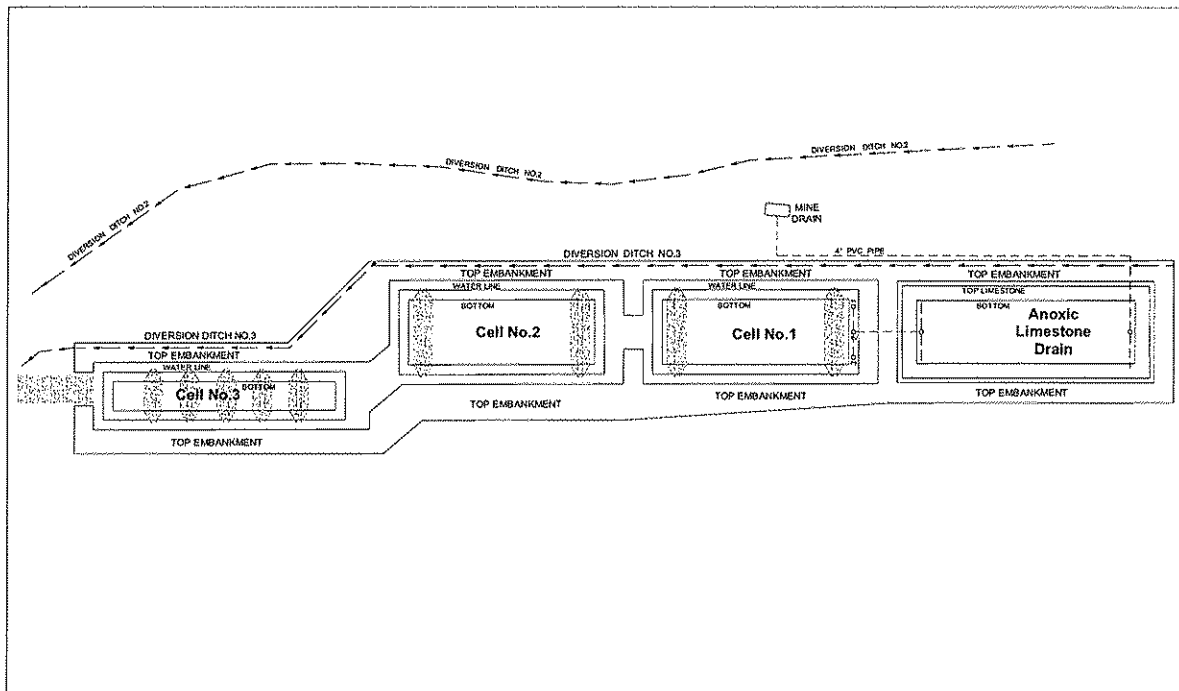 DIVERSION DITCH NO.2
DIVERSION DITCH NO.2
DIVERSION DITCH NO.2
MINE
DRAIN
4" PVC PIPE
DIVERSION DITCH NO.3
TOP EMBANKMENT
TOP EMBANKMENT
TOP EMBANKMENT
WATER LINE
WATER LINE
TOP LIMESTONE
BOTTOM
BOTTOM
BOTTOM
Cell No.2
Cell No.1
Anoxic
Limestone
Drain
DIVERSION DITCH NO.3
TOP EMBANKMENT
WATER LINE
BOTTOM
Cell No.3
TOP EMBANKMENT
TOP EMBANKMENT
TOP EMBANKMENT
TOP EMBANKMENT